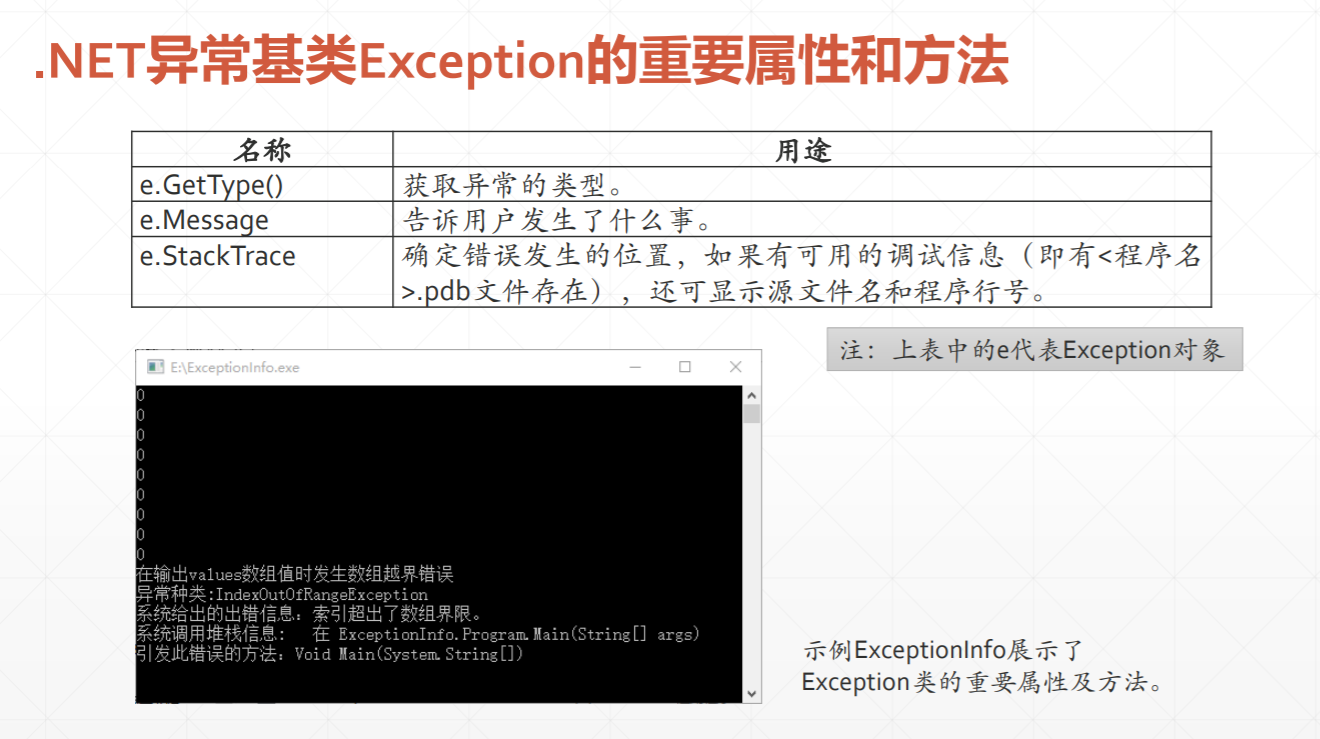 .NET异常基类Exception的重要属性和方法
名称 用途
e.GetType() 获取异常的类型。
e.Message 告诉用户发生了什么事。
e.StackTrace 确定错误发生的位置，如果有可用的调试信息（即有<程序名
>.pdb文件存在），还可显示源文件名和程序行号。
注：上表中的e代表Exception对象
E:\ExceptionInfo.exe
0
0
0
0
0
0
0
0
0
在输出values数组值时发生数组越界错误
异常种类:IndexOutOfRangeException
系统给出的出错信息：索引超出了数组界限。
系统调用堆栈信息:   在 ExceptionInfo.Program.Main(String[] args)
引发此错误的方法：Void Main(System.String[])
示例ExceptionInfo展示了
Exception类的重要属性及方法。